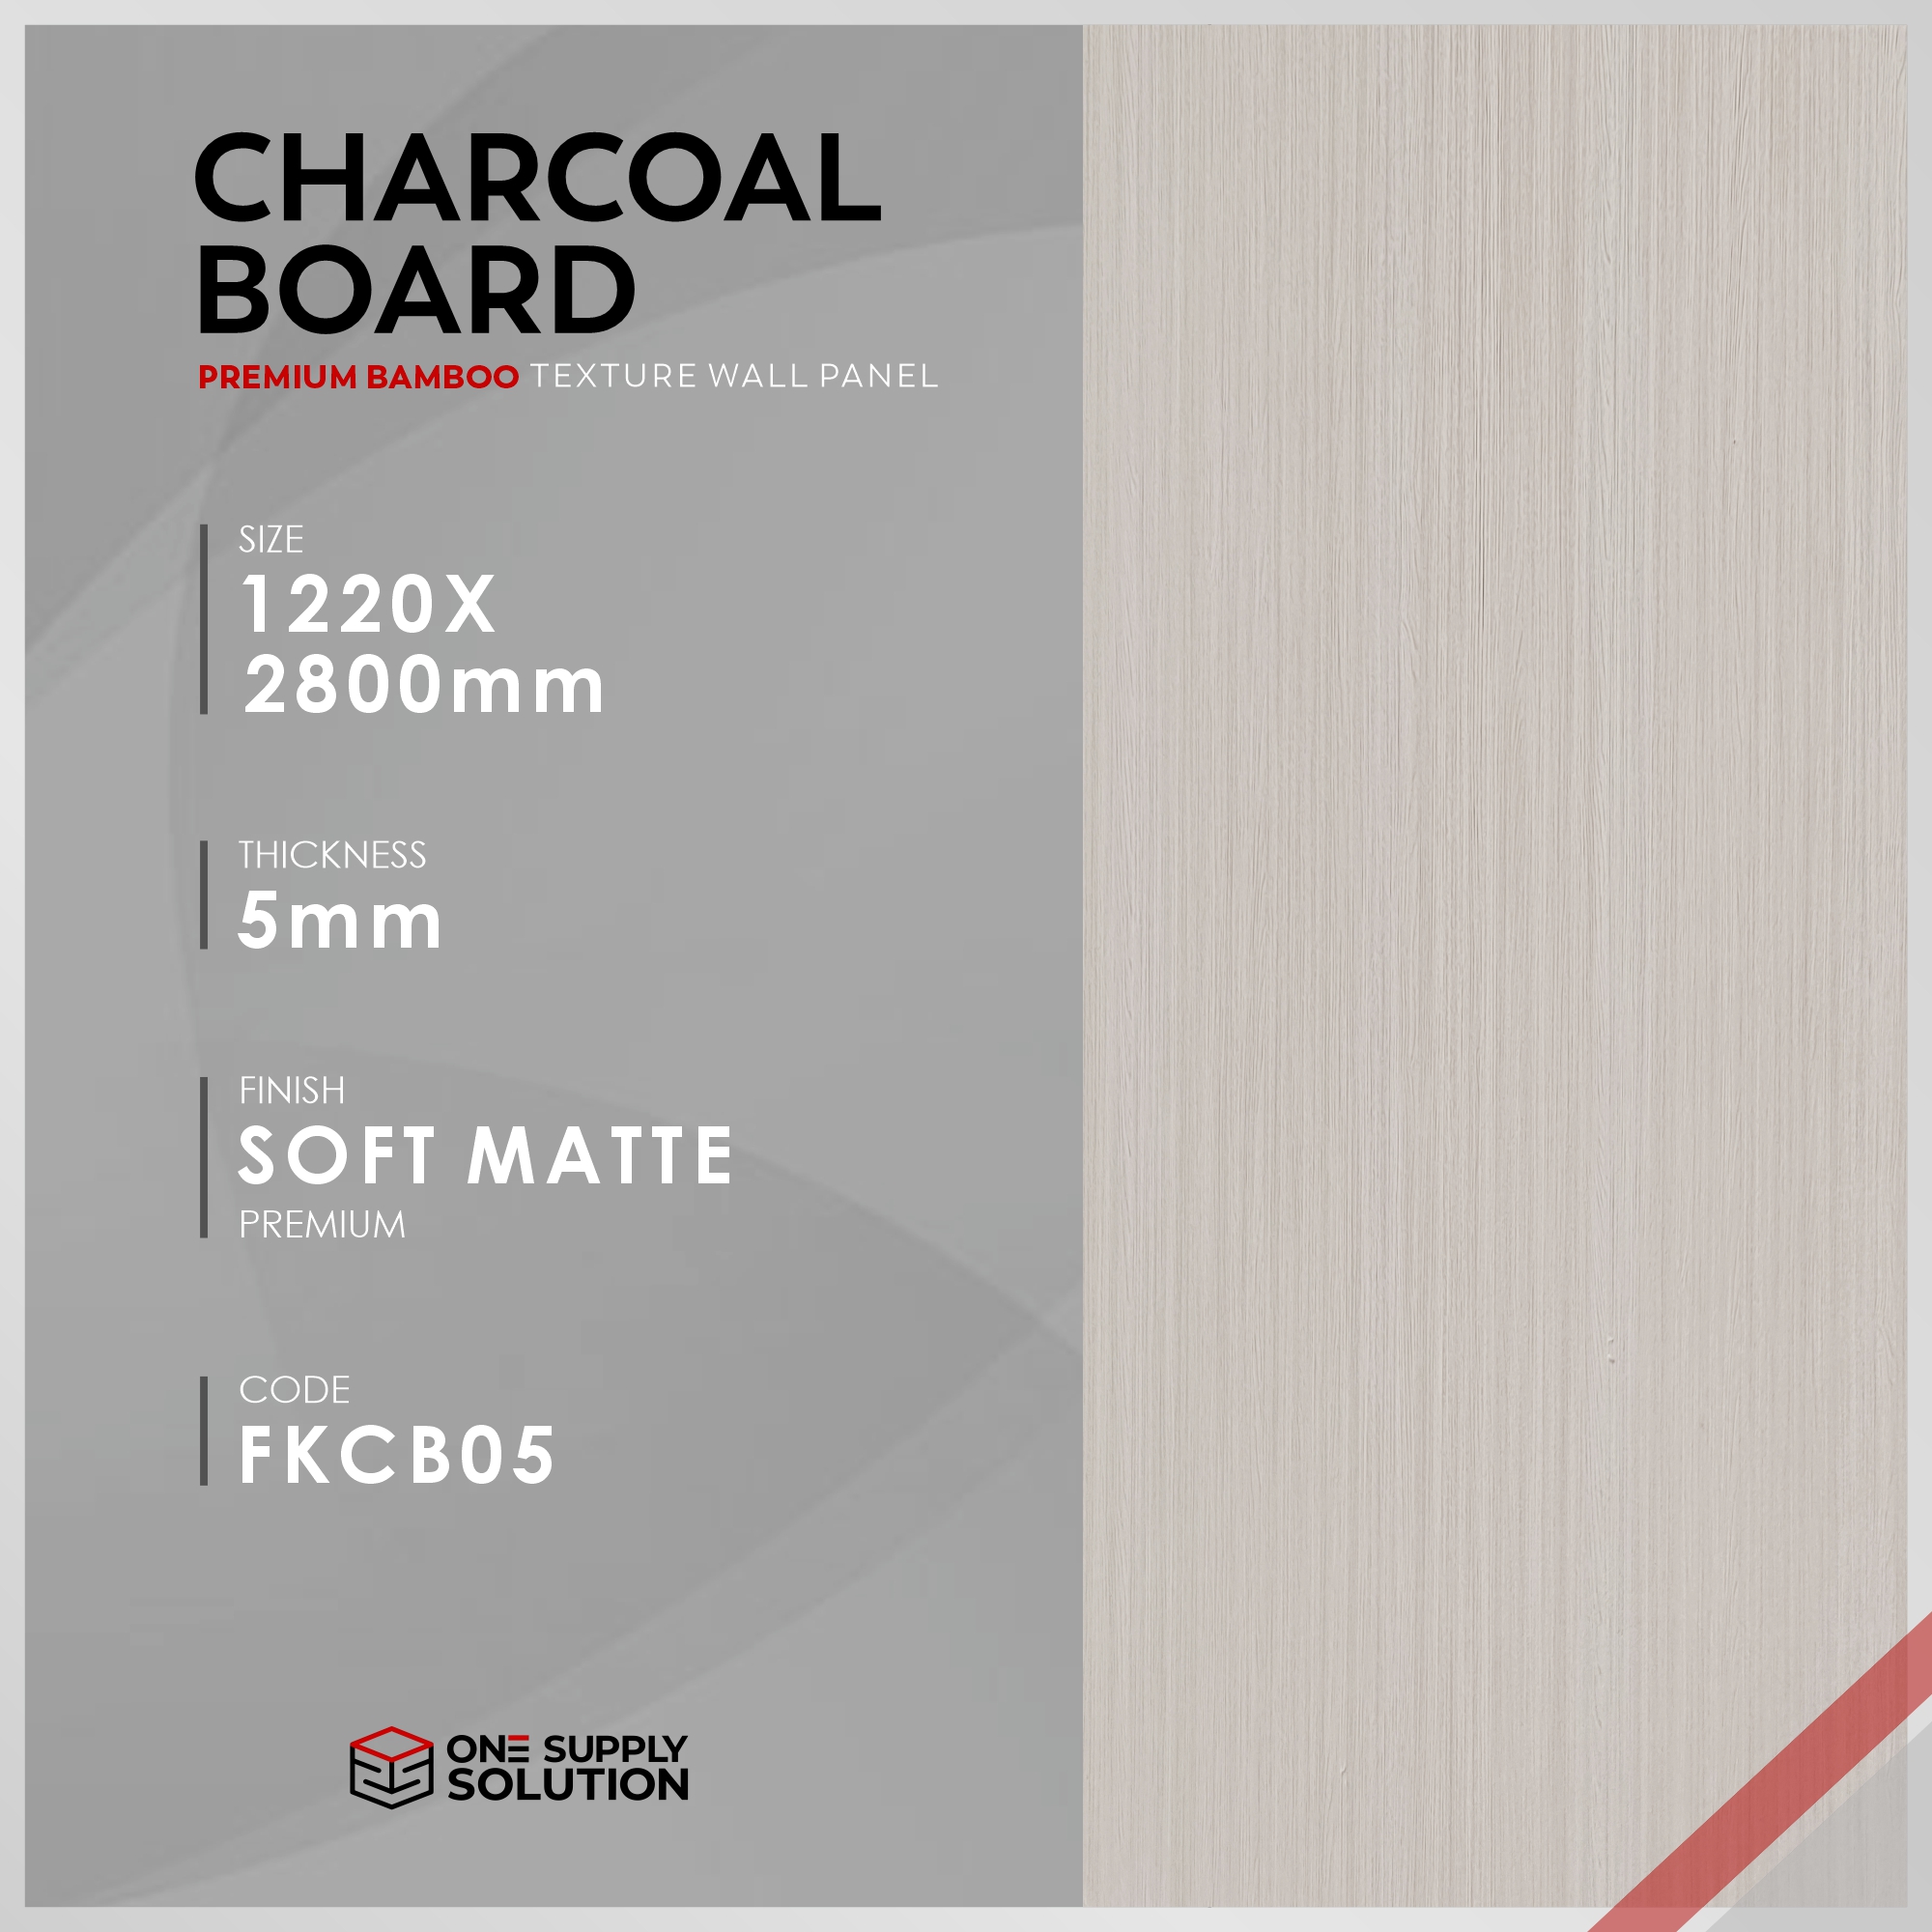 CHARCOAL
BOARD
PREMIUM BAMBOO TEXTURE WALL PANEL
SIZE
1220X
2800mm
THICKNESS
5mm
FINISH
SOFT MATTE
PREMIUM
CODE
FKCB05
ONE SUPPLY
SOLUTION